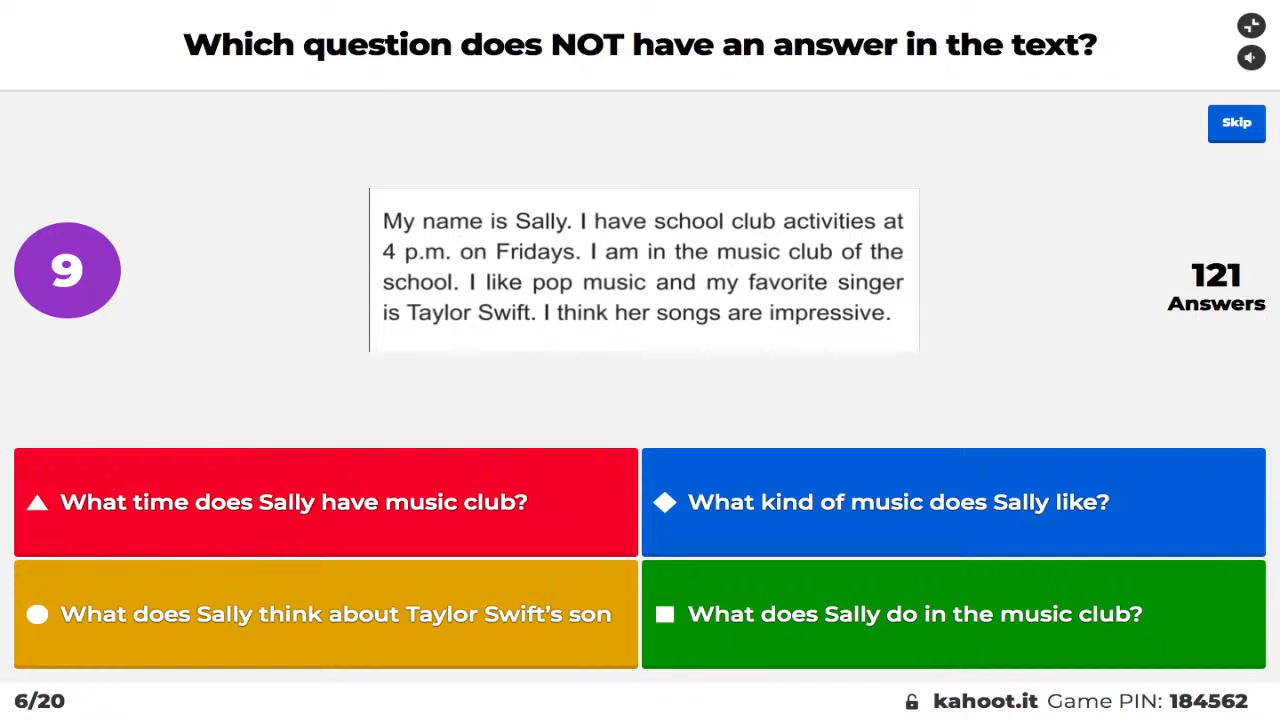 Which question does NOT have an answer in the text?
Skip
9
My name is Sally. I have school club activities at
4 p.m. on Fridays. I am in the music club of the
school. I like pop music and my favorite singer
is Taylor Swift. I think her songs are impressive.
121
Answers
What time does Sally have music club?
What kind of music does Sally like?
What does Sally think about Taylor Swift's son
What does Sally do in the music club?
6/20
kahoot.it Game PIN: 184562